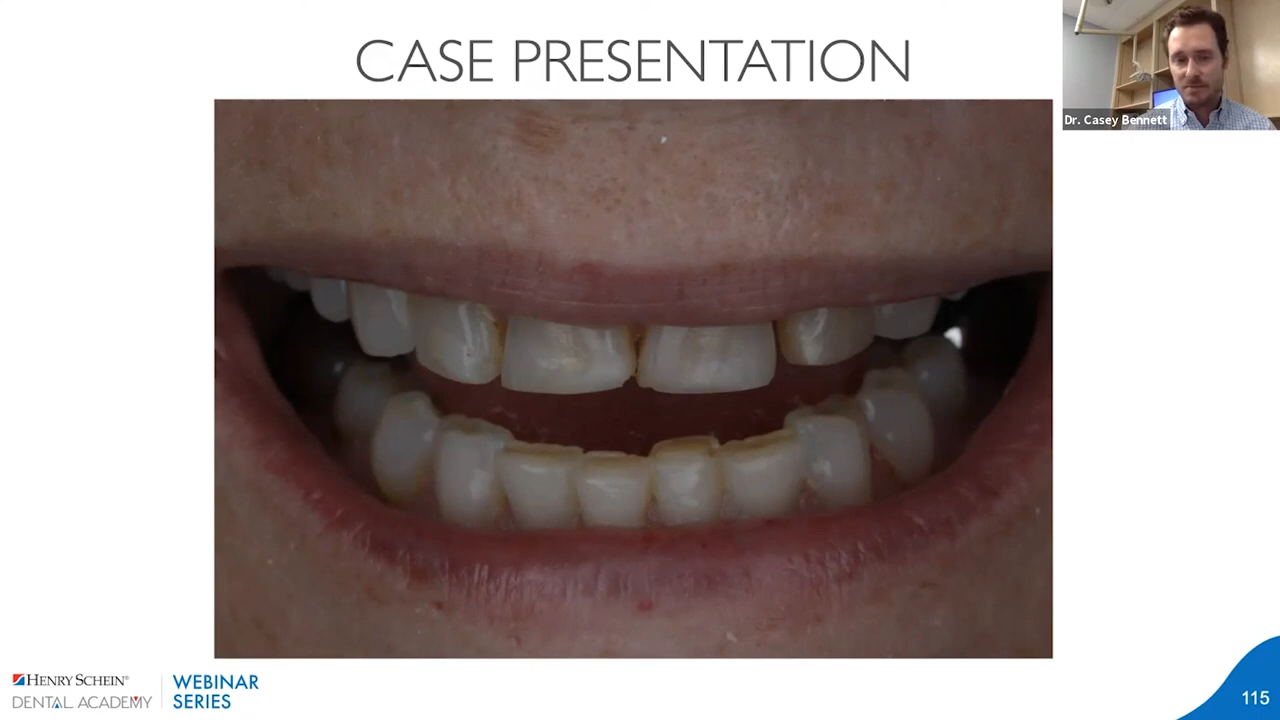 CASE PRESENTATION
Dr. Casey Bennett
HENRY SCHEIN®
DENTAL ACADEMY
WEBINAR
SERIES
115